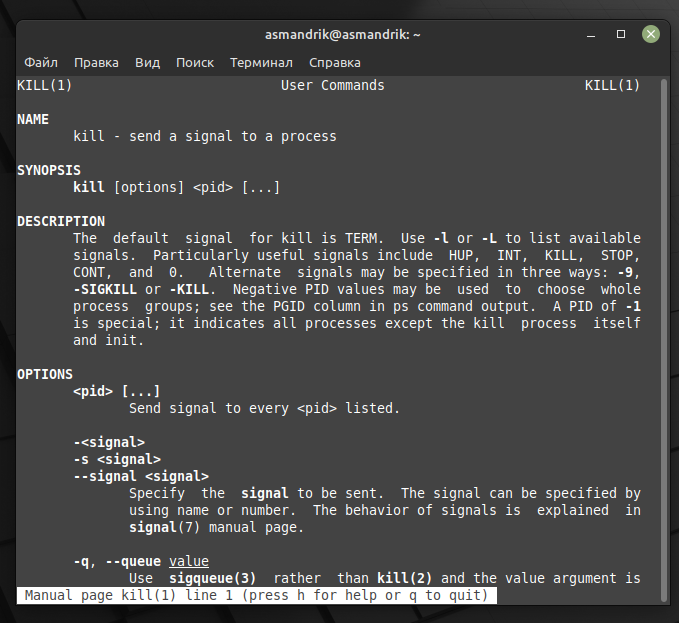 asmandrik@asmandrik: ~
Файл Правка Вид Поиск Терминал Справка
KILL(1) User Commands KILL(1)
NAME
kill - send a signal to a process
SYNOPSIS
kill [options] <pid> [...]
DESCRIPTION
The default signal for kill is TERM. Use -l or -L to list available
signals. Particularly useful signals include HUP, INT, KILL, STOP,
CONT, and 0. Alternate signals may be specified in three ways: -9,
-SIGKILL or -KILL. Negative PID values may be used to choose whole
process groups; see the PGID column in ps command output. A PID of -1
is special; it indicates all processes except the kill process itself
and init.
OPTIONS
<pid> [...]
Send signal to every <pid> listed.
-<signal>
-s <signal>
--signal <signal>
Specify the signal to be sent. The signal can be specified by
using name or number. The behavior of signals is explained in
signal(7) manual page.
-q, --queue value
Use sigqueue(3) rather than kill(2) and the value argument is
Manual page kill(1) line 1 (press h for help or q to quit)